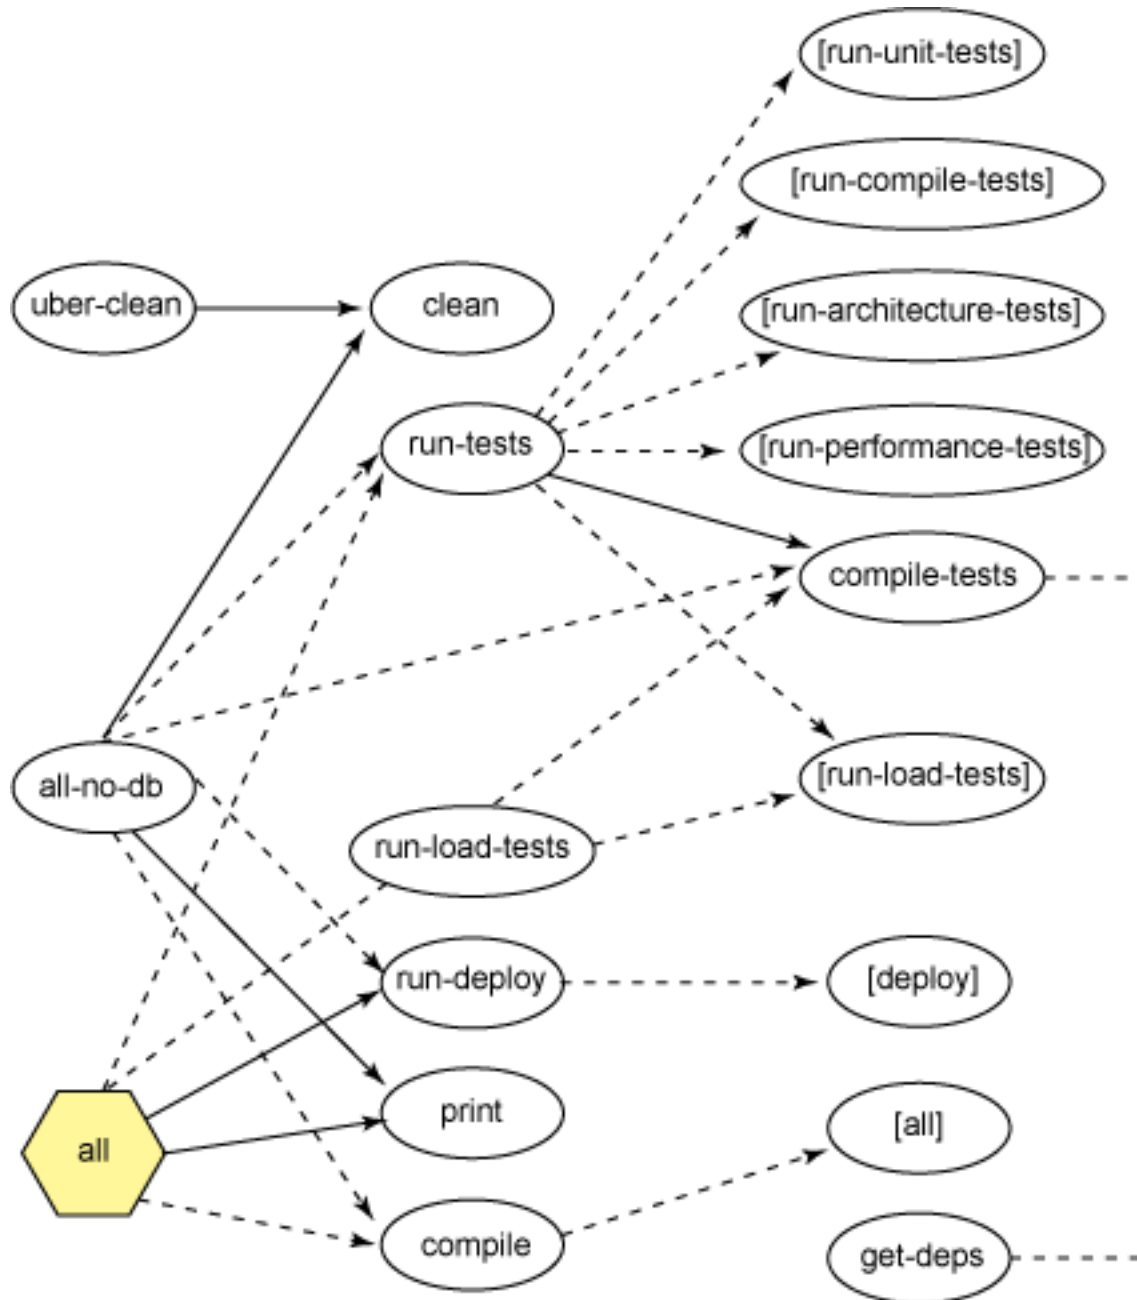 [run-unit-tests]
[run-compile-tests]
uber-clean
clean
[run-architecture-tests]
run-tests
[run-performance-tests]
compile-tests
all-no-db
[run-load-tests]
run-load-tests
run-deploy
[deploy]
print
[all]
all
compile
get-deps